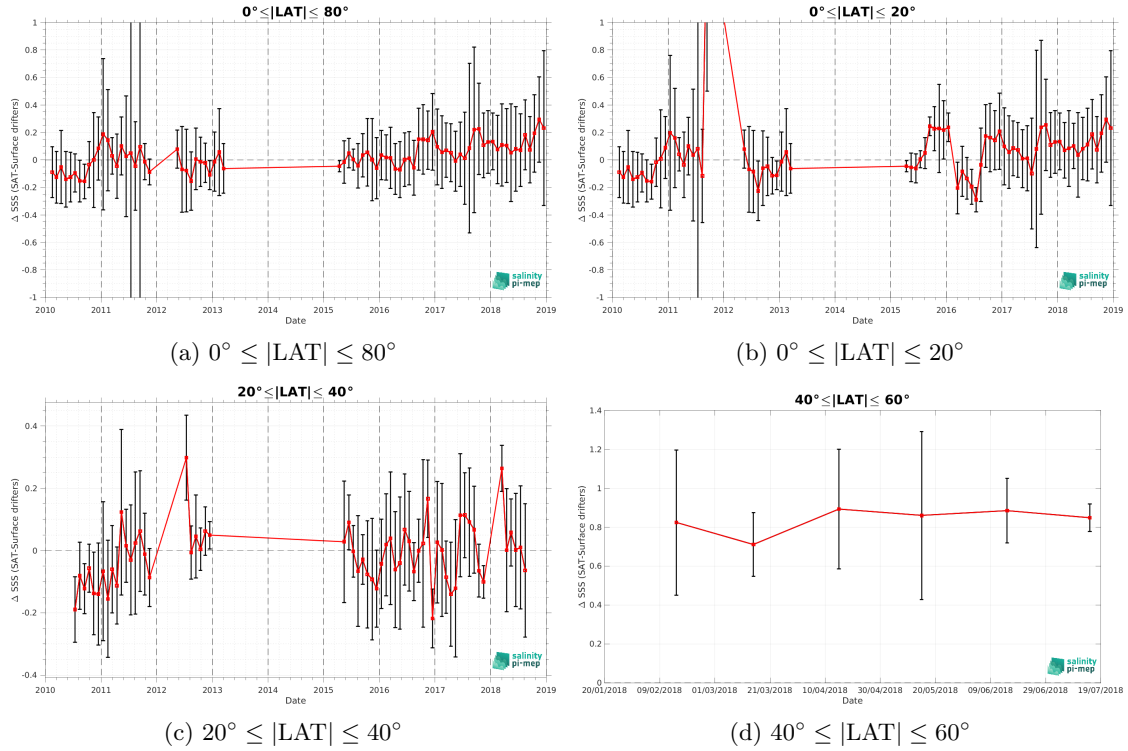 0°≤|LAT|≤ 80°
Δ SSS (SAT-Surface drifters)
1
0.8
0.6
0.4
0.2
0
-0.2
-0.4
-0.6
-0.8
-1
2010 2011 2012 2013 2014 2015 2016 2017 2018 2019
Date
salinity
pi-mep
(a) 0° ≤ |LAT| ≤ 80°
0°≤|LAT|≤ 20°
Δ SSS (SAT-Surface drifters)
1
0.8
0.6
0.4
0.2
0
-0.2
-0.4
-0.6
-0.8
-1
2010 2011 2012 2013 2014 2015 2016 2017 2018 2019
Date
salinity
pi-mep
(b) 0° ≤ |LAT| ≤ 20°
20°≤|LAT|≤ 40°
Δ SSS (SAT-Surface drifters)
0.4
0.2
0
-0.2
-0.4
2010 2011 2012 2013 2014 2015 2016 2017 2018 2019
Date
salinity
pi-mep
(c) 20° ≤ |LAT| ≤ 40°
40°≤|LAT|≤ 60°
Δ SSS (SAT-Surface drifters)
1.4
1.2
1
0.8
0.6
0.4
0.2
0
20/01/2018 09/02/2018 01/03/2018 21/03/2018 10/04/2018 30/04/2018 20/05/2018 09/06/2018 29/06/2018 19/07/2018
Date
salinity
pi-mep
(d) 40° ≤ |LAT| ≤ 60°